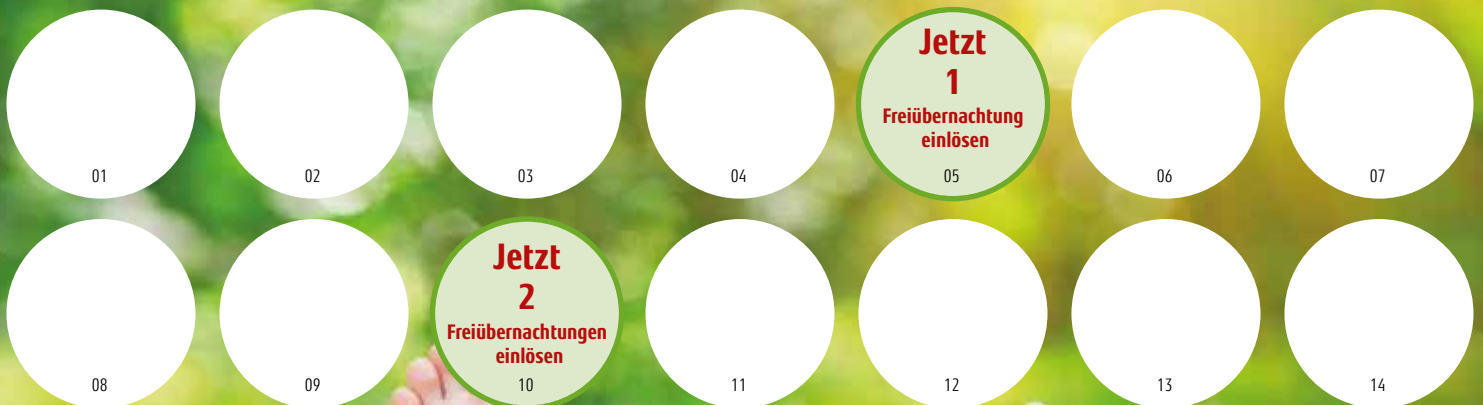 Jetzt
1
Freiübernachtung
einlösen
01 02 03 04 05 06 07
Jetzt
2
Freiübernachtungen
einlösen
08 09 10 11 12 13 14